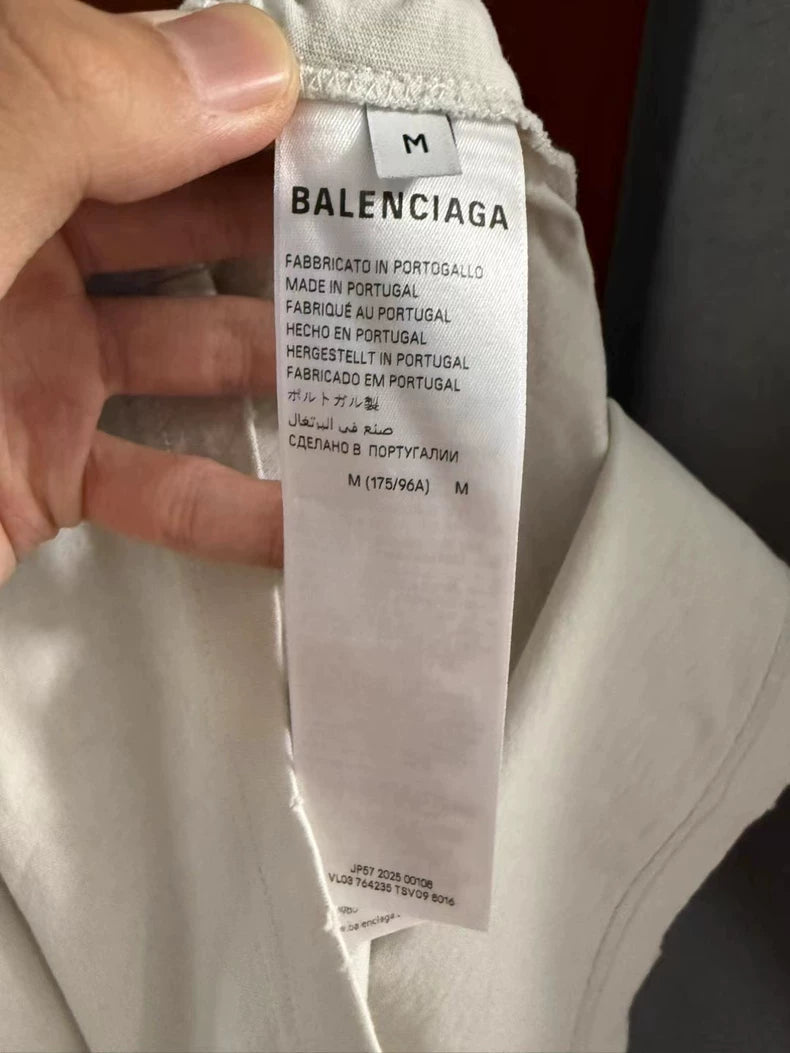 M
BALENCIAGA
FABBRICATO IN PORTOGALLO
MADE IN PORTUGAL
FABRIQUÉ AU PORTUGAL
HECHO EN PORTUGAL
HERGESTELLT IN PORTUGAL
FABRICADO EM PORTUGAL
ポルトガル製
صنع في البرتغال
СДЕЛАНО В ПОРТУГАЛИИ
M (175/96A) M
JP57 2025 00108
VL03 764235 TSVO9 8016
.balenciaga.